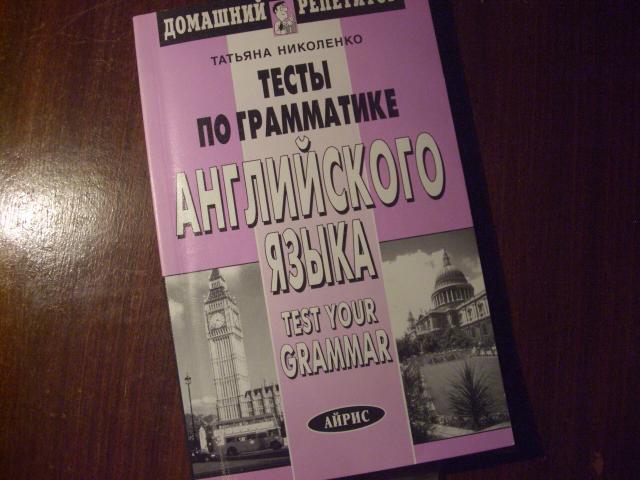 ДОМАШНИЙ РЕПЕТИТОР
ТАТЬЯНА НИКОЛЕНКО
ТЕСТЫ
ПО ГРАММАТИКЕ
АНГЛИЙСКОГО
ЯЗЫКА
TEST YOUR
GRAMMAR
АЙРИС